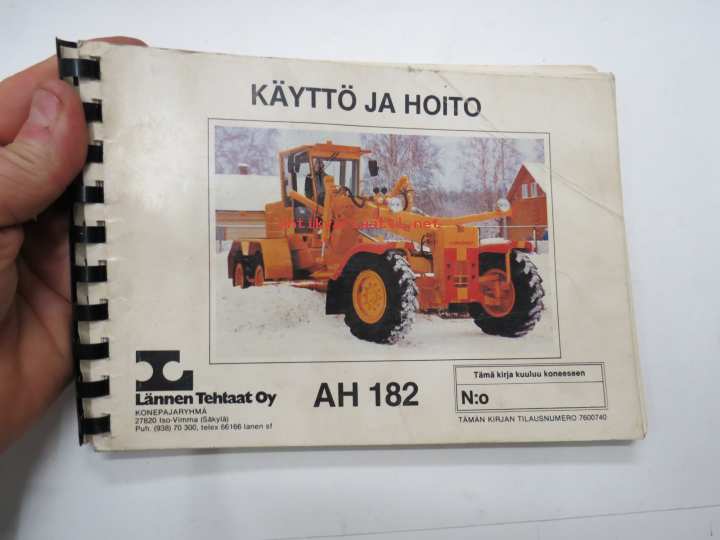 KÄYTTÖ JA HOITO
Lännen Tehtaat Oy
KONEPAJARYHMÄ
27820 Iso-Vimma (Säkylä)
Puh. (938) 70 300, telex 66166 lanen sf
AH 182
Tämä kirja kuuluu koneeseen
N:o
TÄMÄN KIRJAN TILAUSNUMERO 7600740